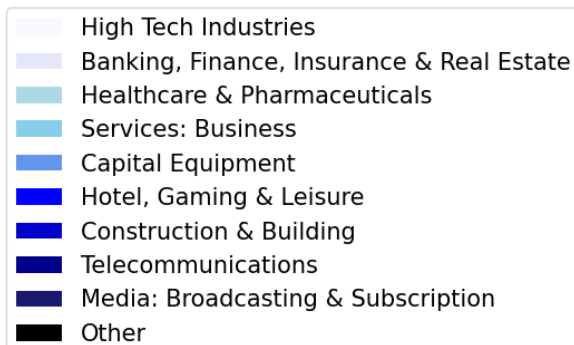 High Tech Industries
Banking, Finance, Insurance & Real Estate
Healthcare & Pharmaceuticals
Services: Business
Capital Equipment
Hotel, Gaming & Leisure
Construction & Building
Telecommunications
Media: Broadcasting & Subscription
Other